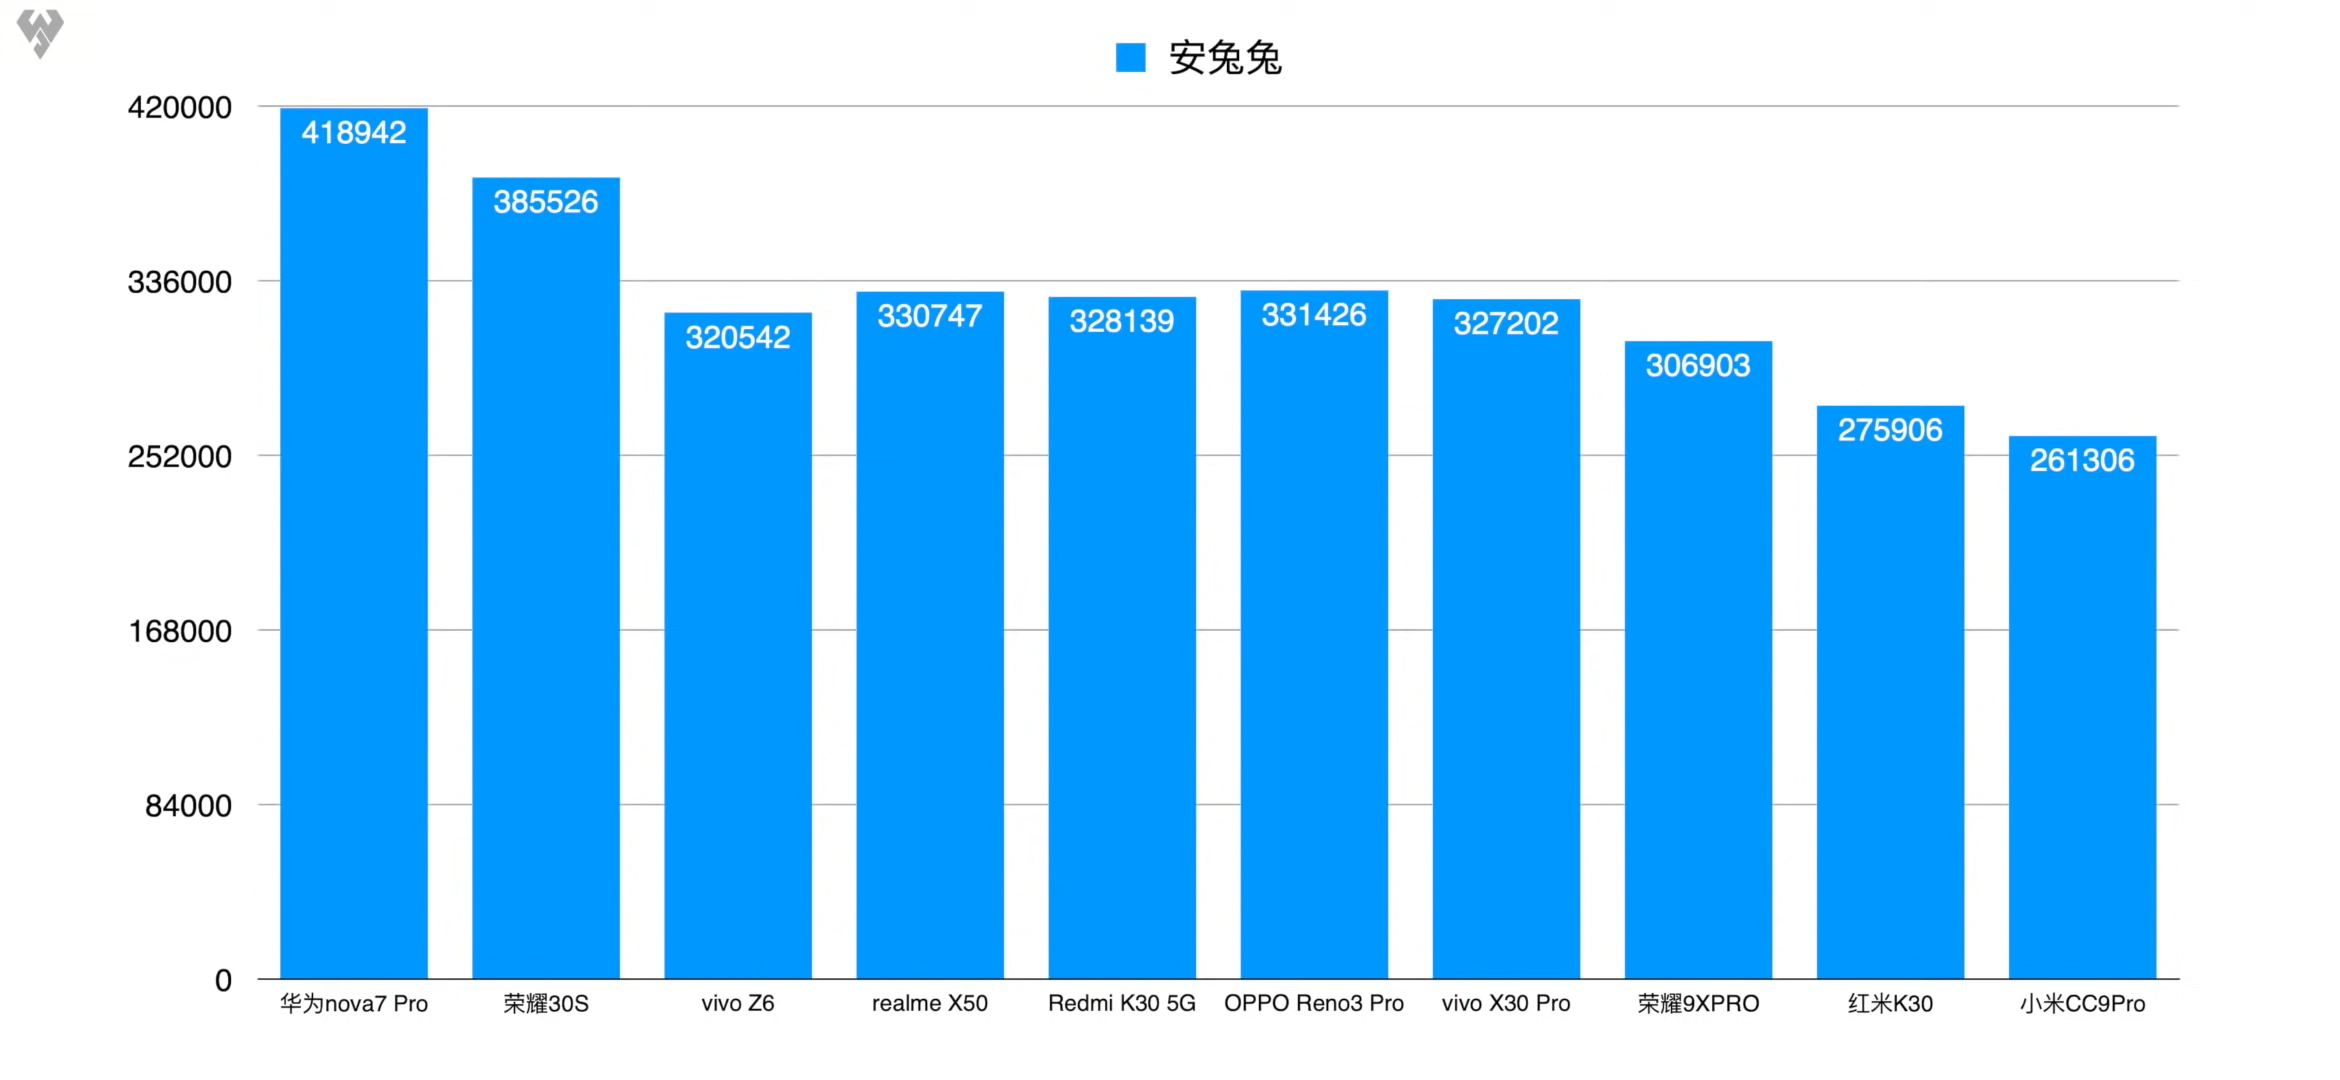 安兔兔
420000
336000
252000
168000
84000
0
418942
385526
320542
330747
328139
331426
327202
306903
275906
261306
华为nova7 Pro
荣耀30S
vivo Z6
realme X50
Redmi K30 5G
OPPO Reno3 Pro
vivo X30 Pro
荣耀9XPRO
红米K30
小米CC9Pro